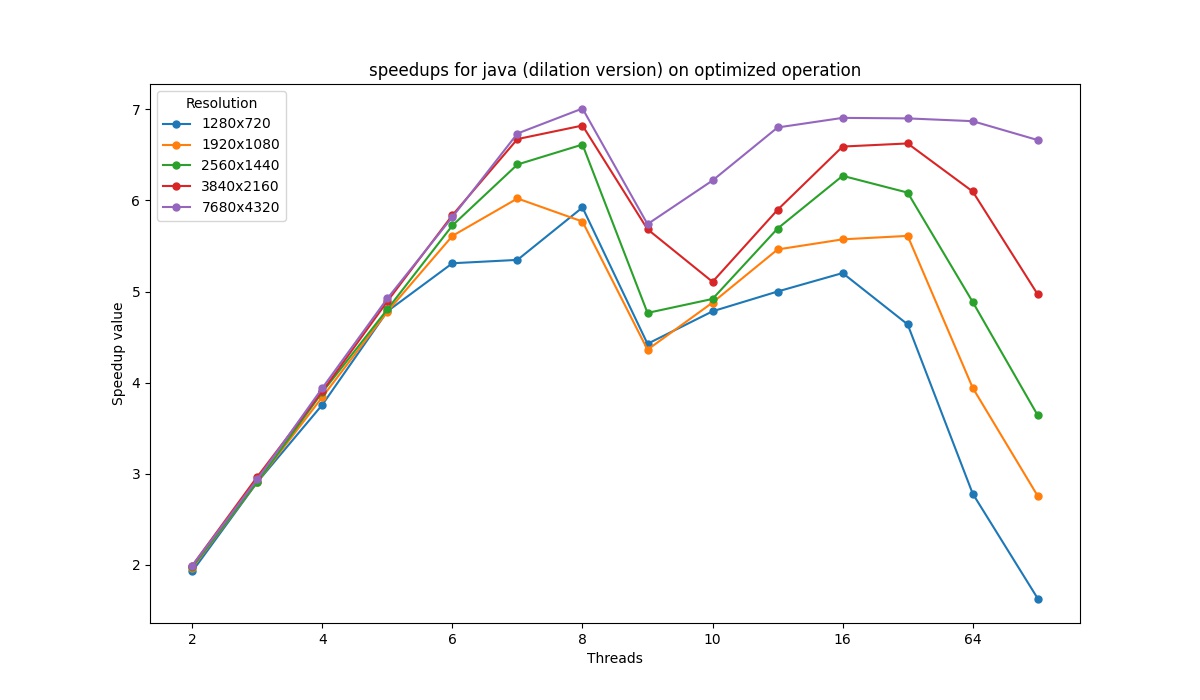 speedups for java (dilation version) on optimized operation
Resolution
1280x720
1920x1080
2560x1440
3840x2160
7680x4320
7
6
5
4
3
2
Speedup value
2 4 6 8 10 16 64
Threads